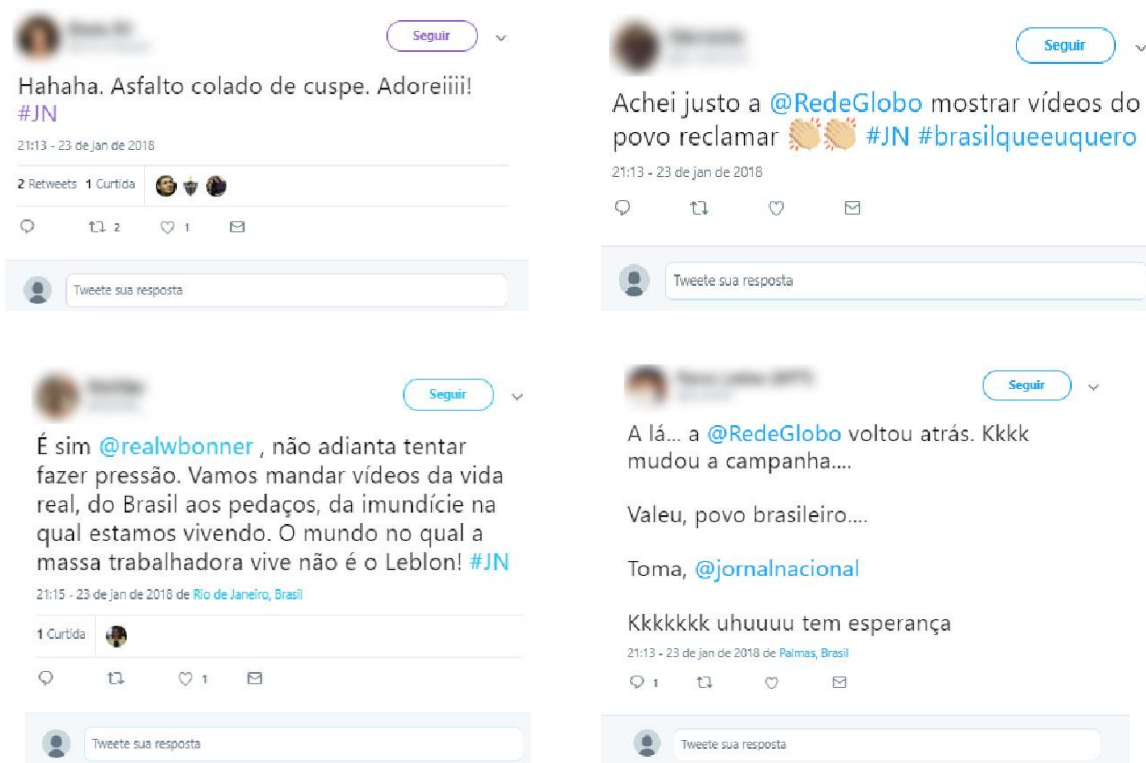 Seguir
Hahaha. Asfalto colado de cuspe. Adoreiiii!
#JN
21:13 - 23 de jan de 2018
2 Retweets 1 Curtida
2 1
Tweete sua resposta
Seguir
Achei justo a @RedeGlobo mostrar vídeos do
povo reclamar 👏👏 #JN #brasilqueeuquero
21:13 - 23 de jan de 2018
Tweete sua resposta
Seguir
É sim @realwbonner , não adianta tentar
fazer pressão. Vamos mandar vídeos da vida
real, do Brasil aos pedaços, da imundície na
qual estamos vivendo. O mundo no qual a
massa trabalhadora vive não é o Leblon! #JN
21:15 - 23 de jan de 2018 de Rio de Janeiro, Brasil
1 Curtida
1
Tweete sua resposta
Seguir
A lá... a @RedeGlobo voltou atrás. Kkkk
mudou a campanha....
Valeu, povo brasileiro....
Toma, @jornalnacional
Kkkkkkk uhuuuu tem esperança
21:13 - 23 de jan de 2018 de Palmas, Brasil
1
Tweete sua resposta